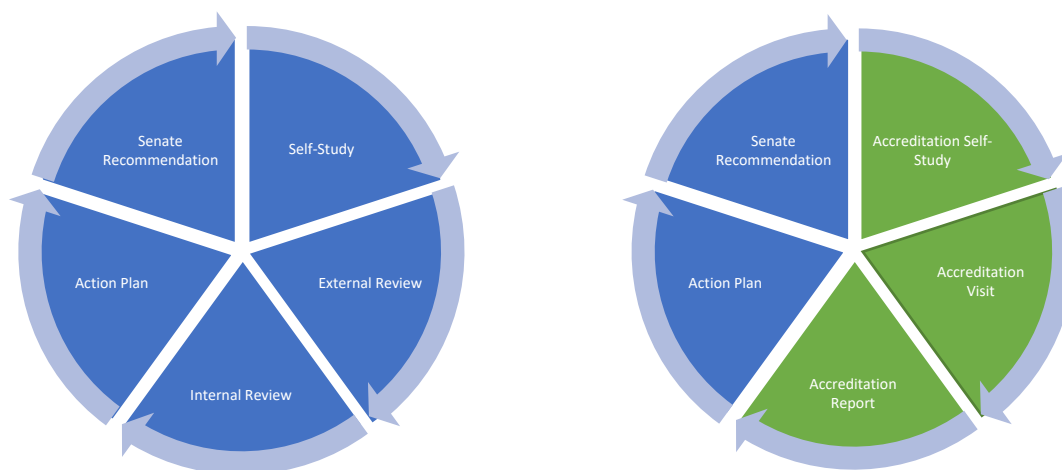 Senate
Recommendation
Self-Study
External Review
Internal Review
Action Plan
Senate
Recommendation
Accreditation Self-
Study
Accreditation
Visit
Accreditation
Report
Action Plan